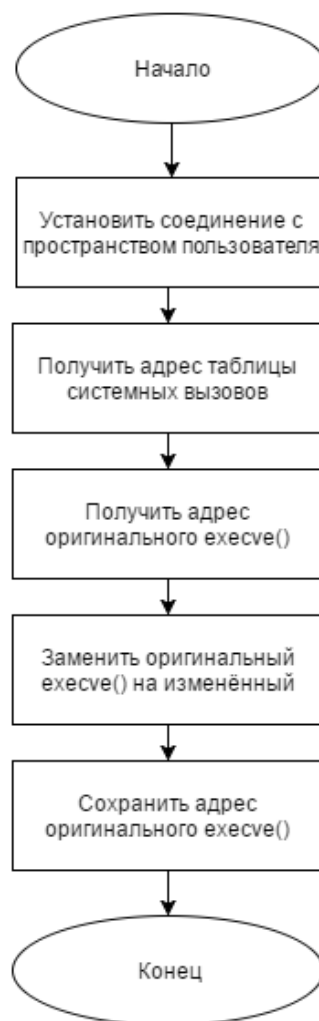 Начало
Установить соединение с
пространством пользователя
Получить адрес таблицы
системных вызовов
Получить адрес
оригинального execve()
Заменить оригинальный
execve() на изменённый
Сохранить адрес
оригинального execve()
Конец